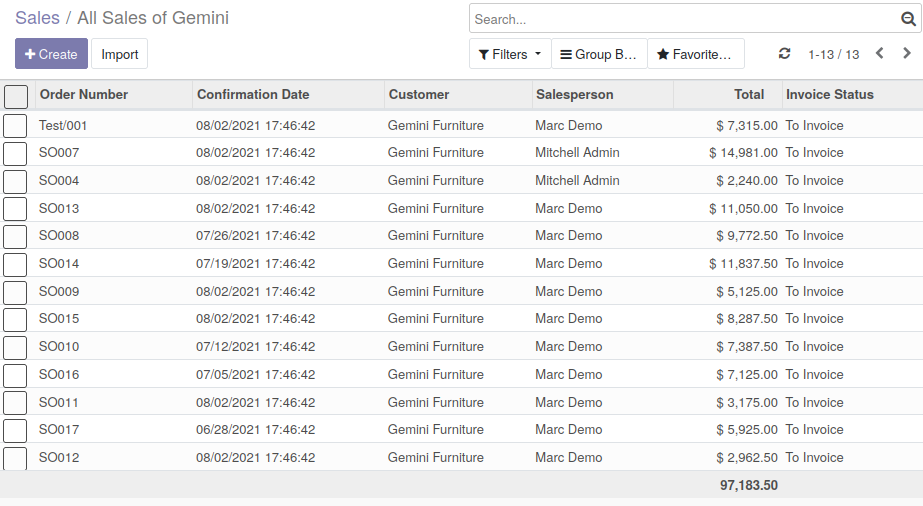 Sales / All Sales of Gemini
Search...
Create Import
Filters Group B... Favorite... 1-13 / 13
Order Number Confirmation Date Customer Salesperson Total Invoice Status
Test/001 08/02/2021 17:46:42 Gemini Furniture Marc Demo $ 7,315.00 To Invoice
SO007 08/02/2021 17:46:42 Gemini Furniture Mitchell Admin $ 14,981.00 To Invoice
SO004 08/02/2021 17:46:42 Gemini Furniture Mitchell Admin $ 2,240.00 To Invoice
SO013 08/02/2021 17:46:42 Gemini Furniture Marc Demo $ 11,050.00 To Invoice
SO008 07/26/2021 17:46:42 Gemini Furniture Marc Demo $ 9,772.50 To Invoice
SO014 07/19/2021 17:46:42 Gemini Furniture Marc Demo $ 11,837.50 To Invoice
SO009 08/02/2021 17:46:42 Gemini Furniture Marc Demo $ 5,125.00 To Invoice
SO015 08/02/2021 17:46:42 Gemini Furniture Marc Demo $ 8,287.50 To Invoice
SO010 07/12/2021 17:46:42 Gemini Furniture Marc Demo $ 7,387.50 To Invoice
SO016 07/05/2021 17:46:42 Gemini Furniture Marc Demo $ 7,125.00 To Invoice
SO011 08/02/2021 17:46:42 Gemini Furniture Marc Demo $ 3,175.00 To Invoice
SO017 06/28/2021 17:46:42 Gemini Furniture Marc Demo $ 5,925.00 To Invoice
SO012 08/02/2021 17:46:42 Gemini Furniture Marc Demo $ 2,962.50 To Invoice
97,183.50